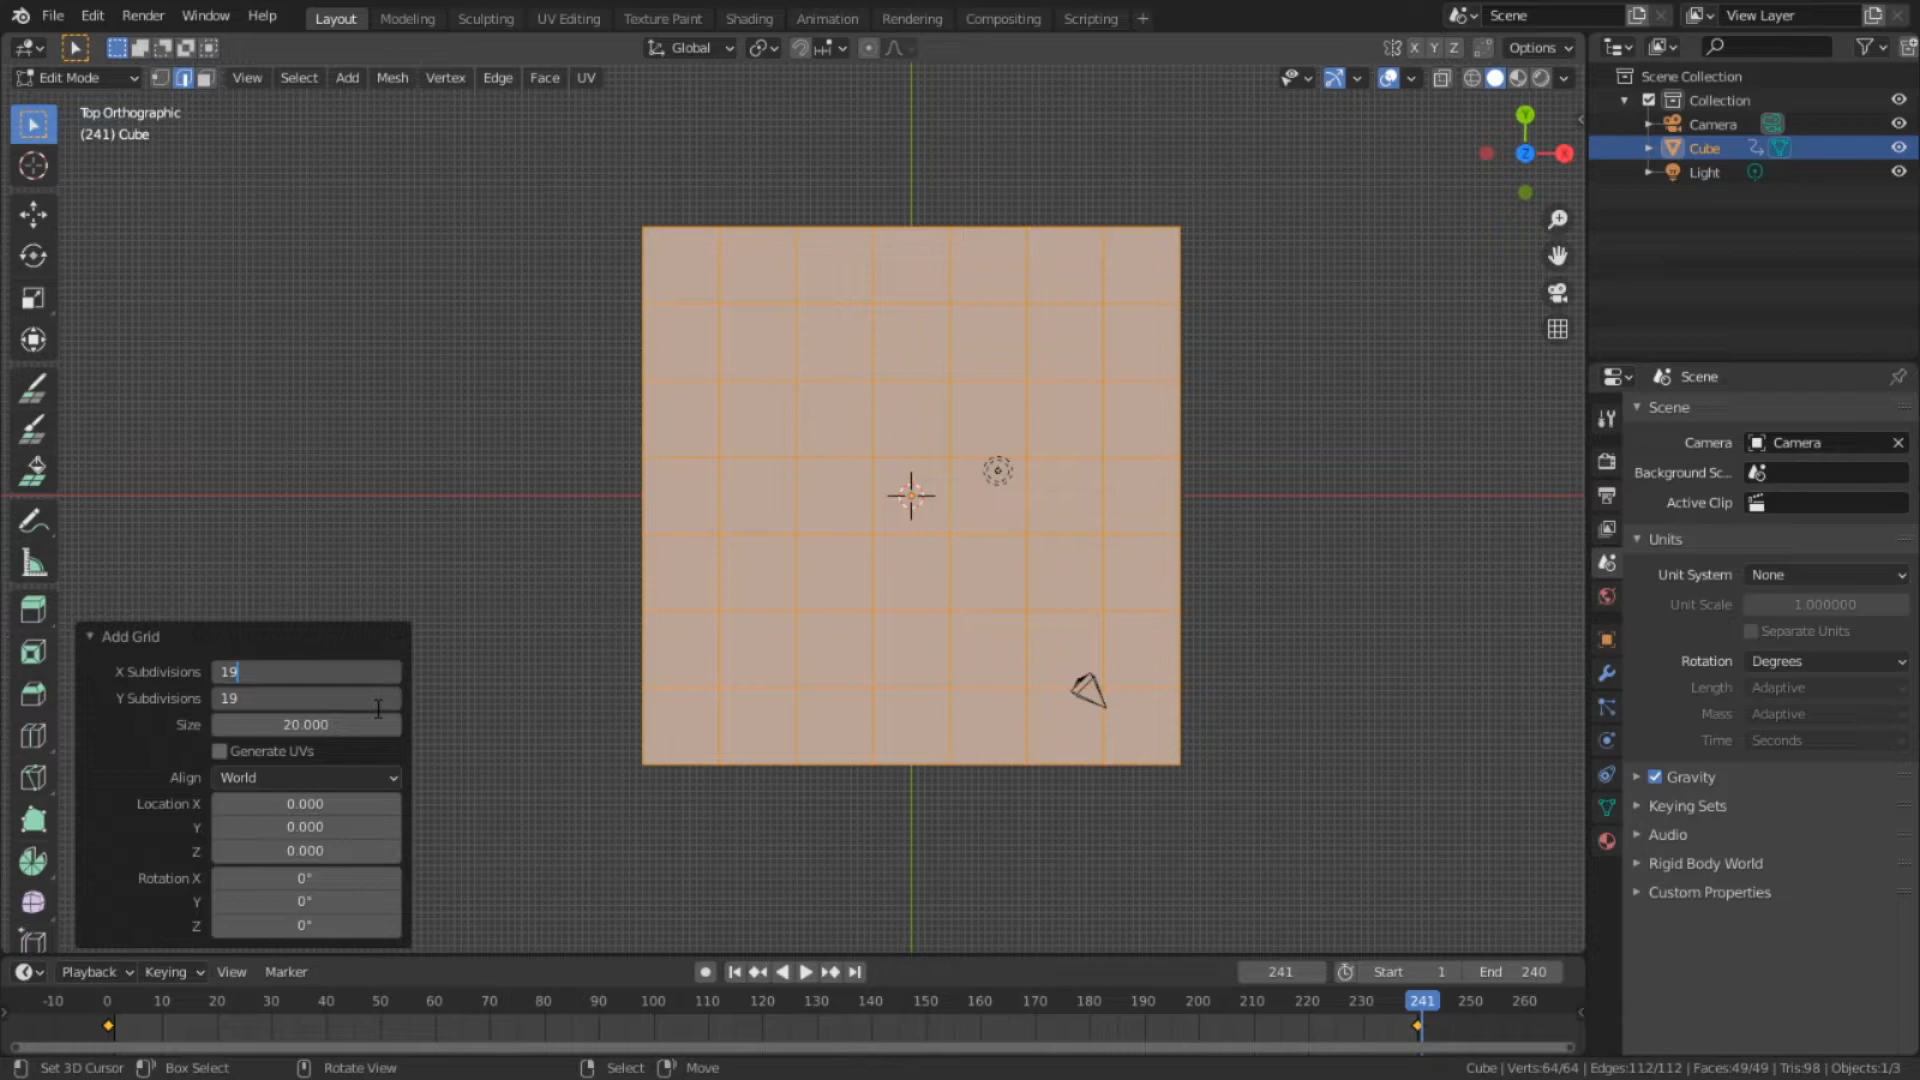 File Edit Render Window Help Layout Modeling Sculpting UV Editing Texture Paint Shading Animation Rendering Compositing Scripting + Scene View Layer
Global X Y Z Options
Edit Mode View Select Add Mesh Vertex Edge Face UV
Top Orthographic
(241) Cube
Y
Z
X
Scene Collection
Collection
Camera
Cube
Light
Scene
Scene
Camera Camera
Background Sc...
Active Clip
Units
Unit System None
Unit Scale 1.000000
Separate Units
Rotation Degrees
Length Adaptive
Mass Adaptive
Time Seconds
Gravity
Keying Sets
Audio
Rigid Body World
Custom Properties
Add Grid
X Subdivisions 19
Y Subdivisions 19
Size 20.000
Generate UVs
Align World
Location X 0.000
Y 0.000
Z 0.000
Rotation X 0°
Y 0°
Z 0°
Playback Keying View Marker 241 Start 1 End 240
-10 0 10 20 30 40 50 60 70 80 90 100 110 120 130 140 150 160 170 180 190 200 210 220 230 241 250 260
Set 3D Cursor Box Select Rotate View Select Move Cube | Verts:64/64 | Edges:112/112 | Faces:49/49 | Tris:98 | Objects:1/3